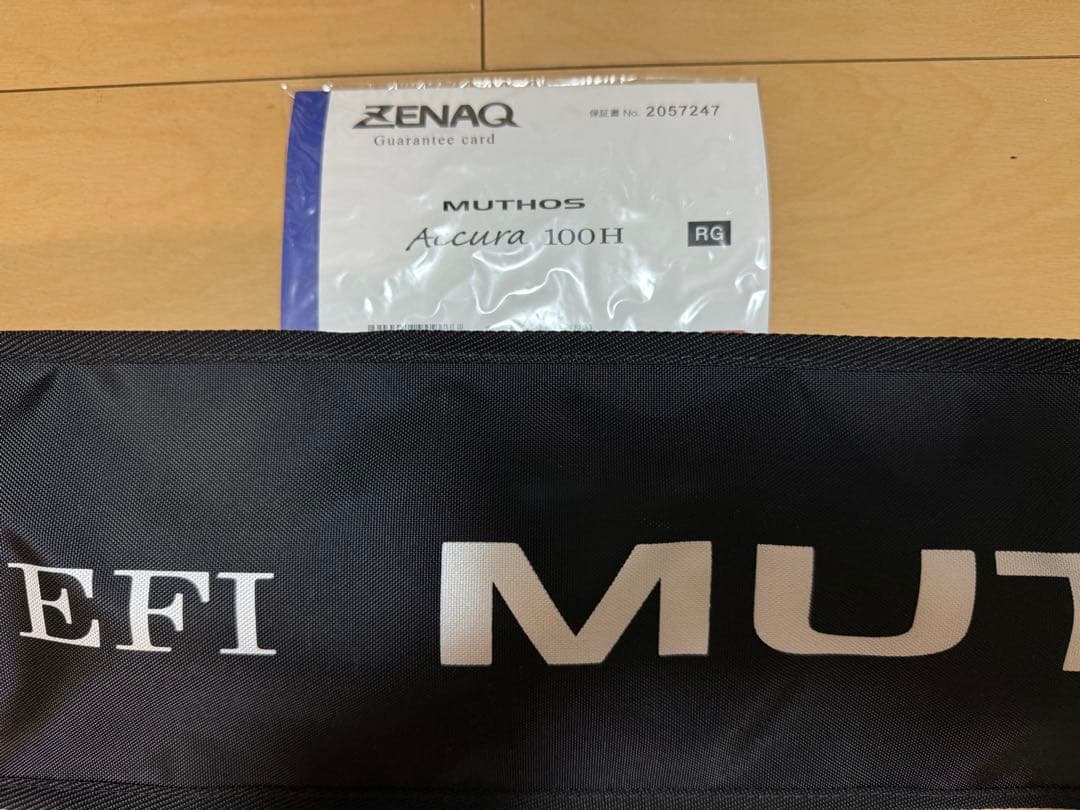 ZENAQ
保証書 No. 2057247
Guarantee card
MUTHOS
Accura 100H
RG
EFI MUT